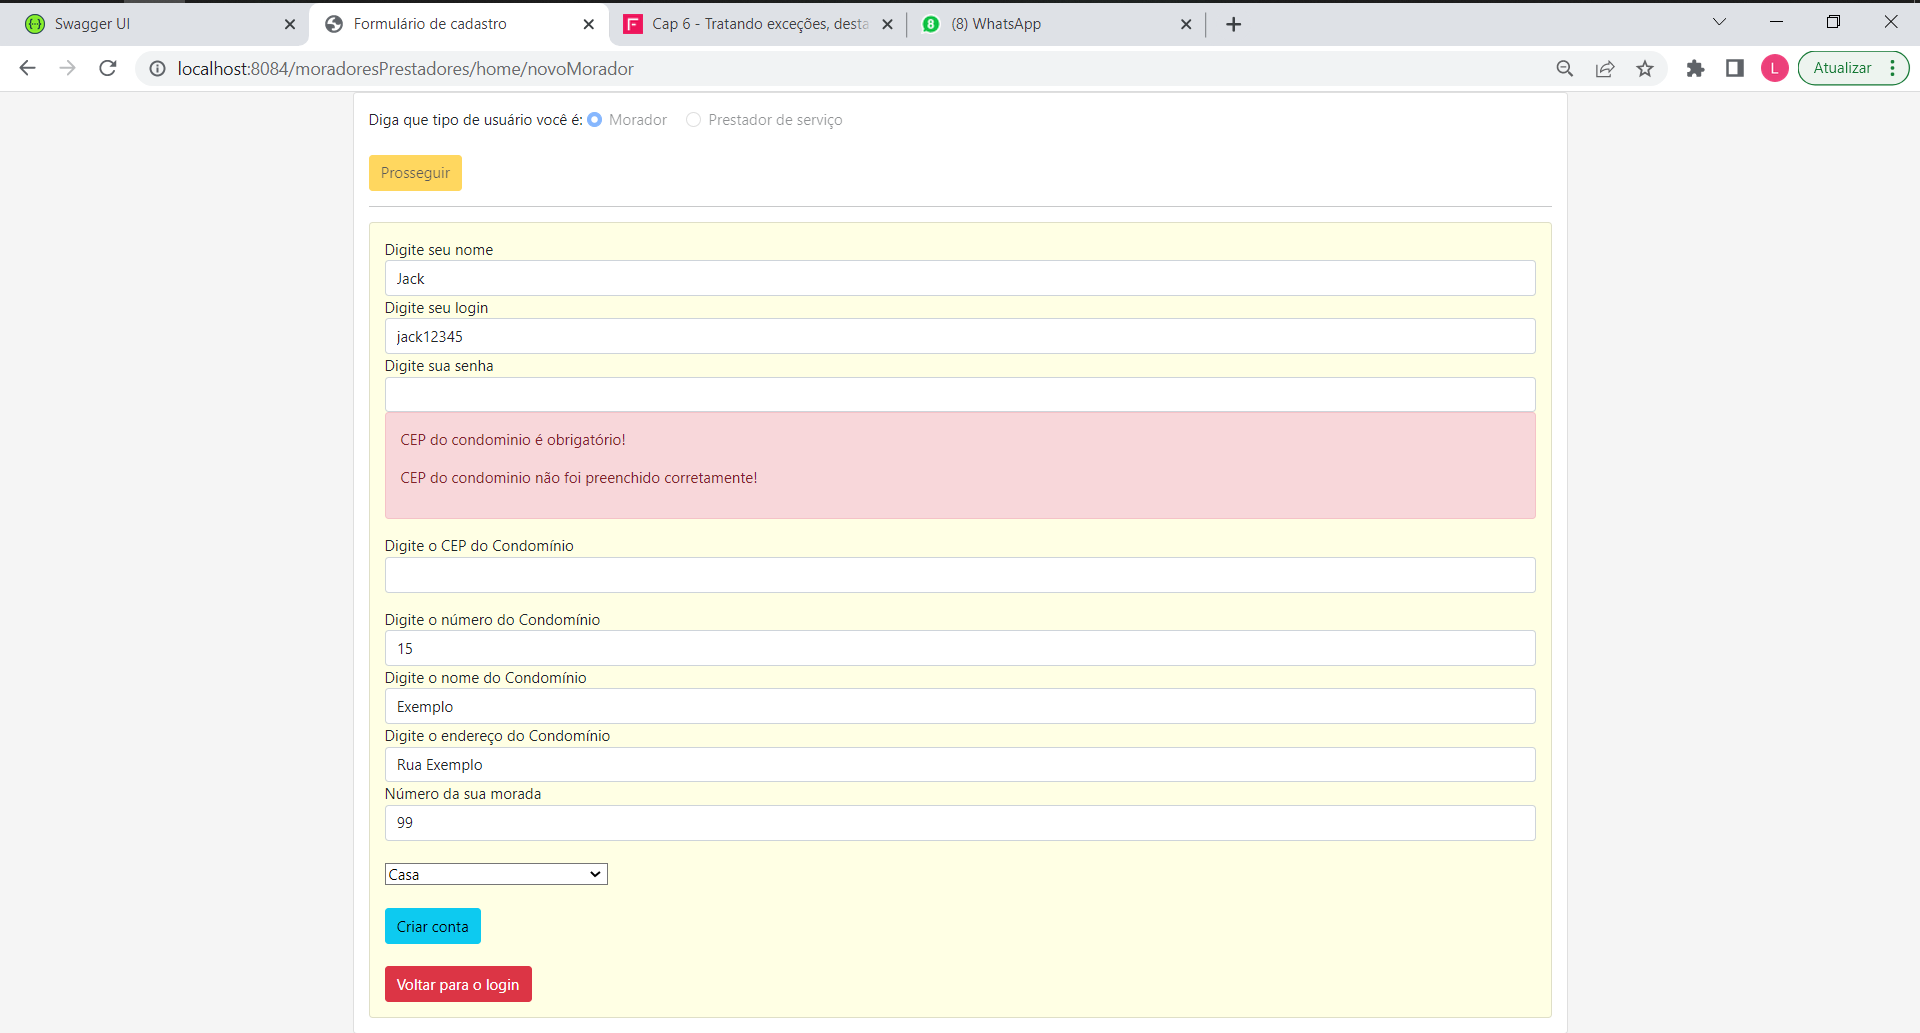 Swagger UI
Formulário de cadastro
Cap 6 - Tratando exceções, desta
8 (8) WhatsApp
localhost:8084/moradoresPrestadores/home/novoMorador
L
Atualizar
Diga que tipo de usuário você é: Morador Prestador de serviço
Prosseguir
Digite seu nome
Jack
Digite seu login
jack12345
Digite sua senha
CEP do condominio é obrigatório!
CEP do condominio não foi preenchido corretamente!
Digite o CEP do Condomínio
Digite o número do Condomínio
15
Digite o nome do Condomínio
Exemplo
Digite o endereço do Condomínio
Rua Exemplo
Número da sua morada
99
Casa
Criar conta
Voltar para o login